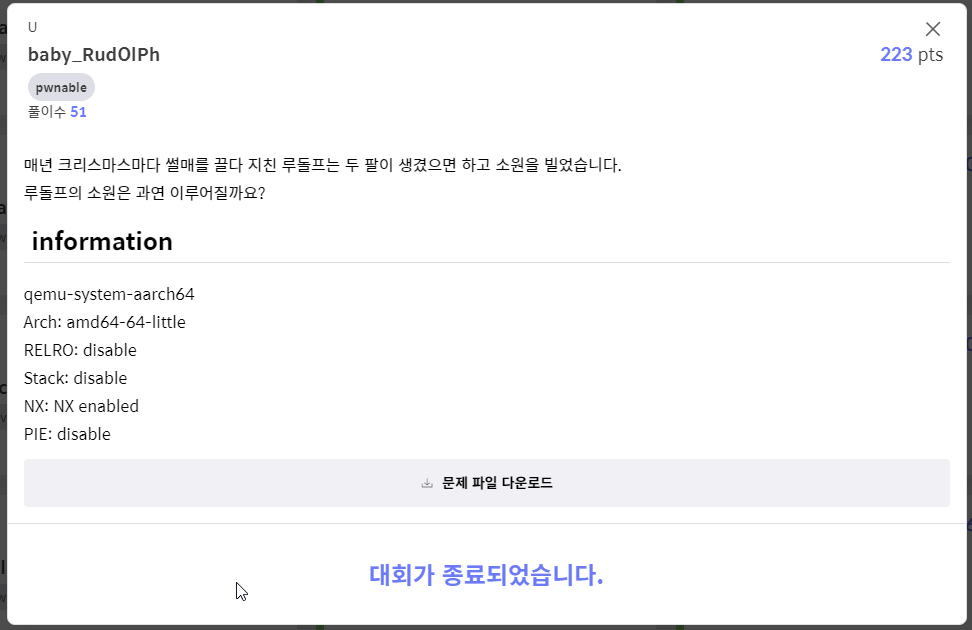 U
baby_RudOlPh
223 pts
pwnable
풀이수 51
매년 크리스마스마다 썰매를 끌다 지친 루돌프는 두 팔이 생겼으면 하고 소원을 빌었습니다.
루돌프의 소원은 과연 이루어질까요?
information
qemu-system-aarch64
Arch: amd64-64-little
RELRO: disable
Stack: disable
NX: NX enabled
PIE: disable
문제 파일 다운로드
대회가 종료되었습니다.